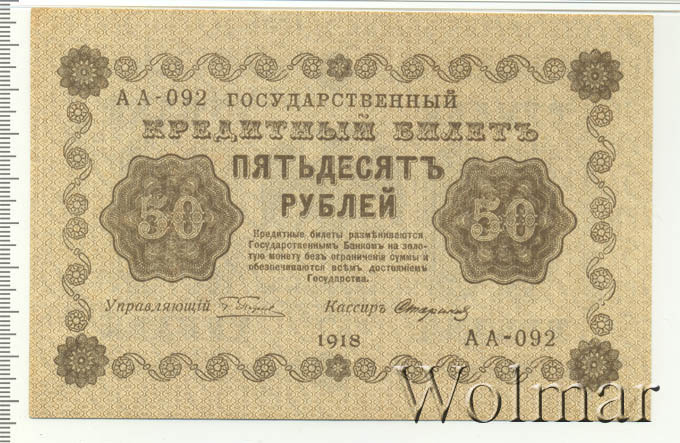 АА-092 ГОСУДАРСТВЕННЫЙ
КРЕДИТНЫЙ БИЛЕТЪ
ПЯТЬДЕСЯТЪ
РУБЛЕЙ
50
50
Кредитные билеты размѣниваются
Государственнымъ Банкомъ на золо-
тую монету безъ ограниченія суммы и
обезпечиваются всѣмъ достояніемъ
Государства.
Управляющій
Кассиръ
1918
АА-092
Wolmar